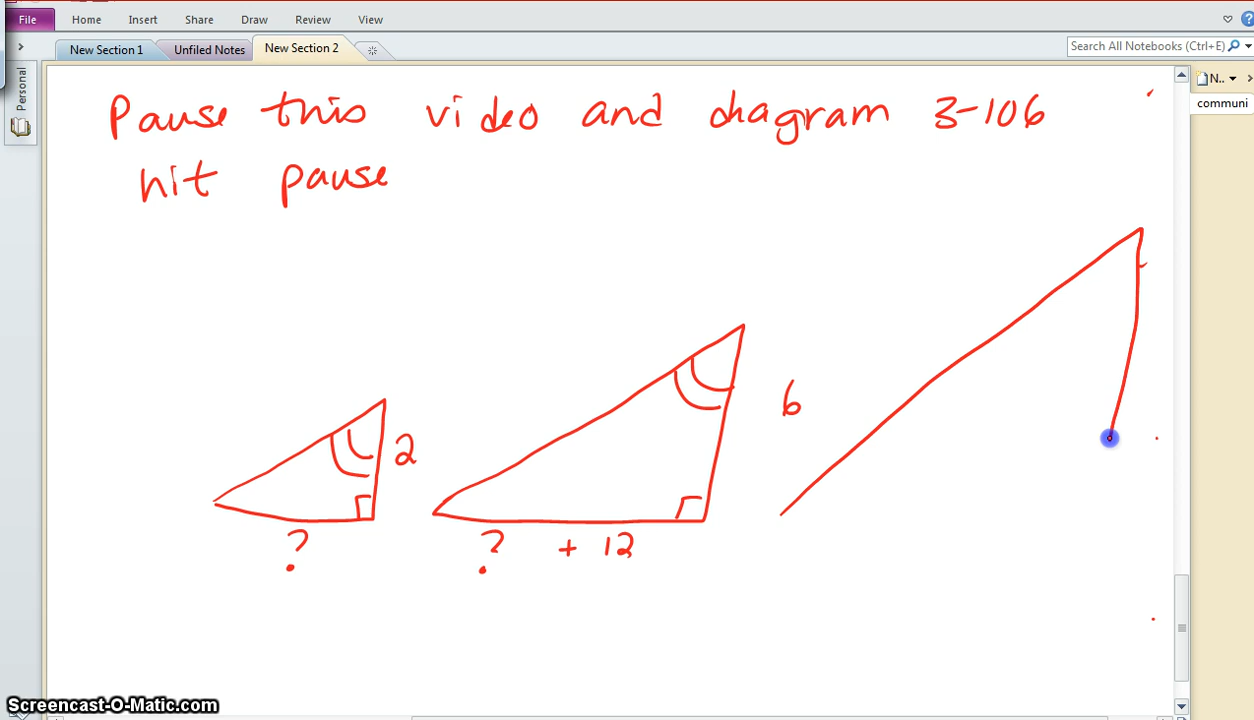 File Home Insert Share Draw Review View
New Section 1 Unfiled Notes New Section 2
Search All Notebooks (Ctrl+E)
Personal
N..
communi
Pause this video and diagram 3-106
hit pause
2
6
? ? + 12
Screencast-O-Matic.com